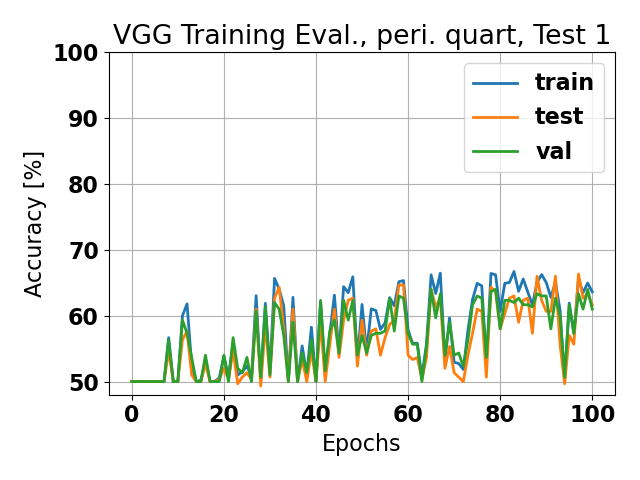 VGG Training Eval., peri. quart, Test 1
100
90
80
70
60
50
Accuracy [%]
train
test
val
0 20 40 60 80 100
Epochs